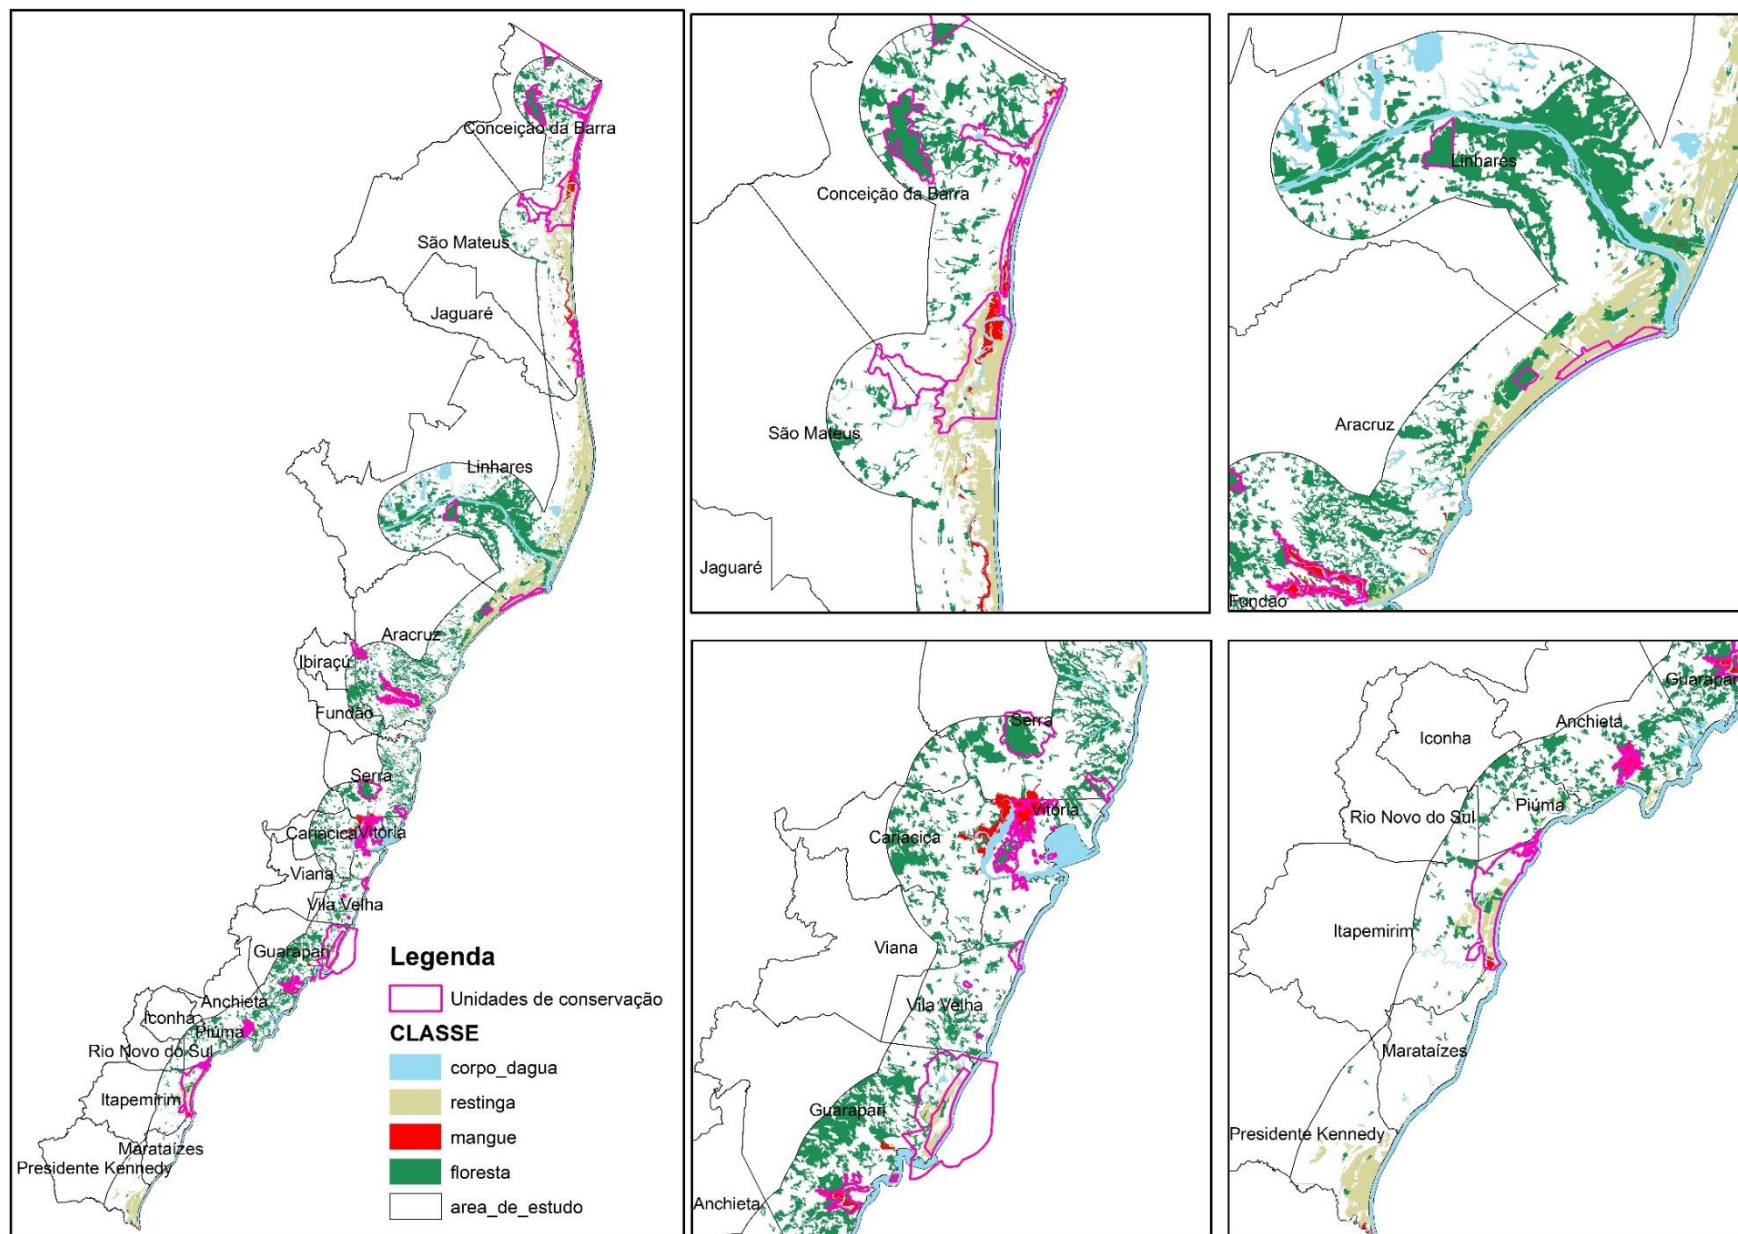 Conceição da Barra
São Mateus
Jaguaré
Linhares
Aracruz
Ibiraçú
Fundão
Serra
Cariacica
Vitória
Viana
Vila Velha
Guarapari
Anchieta
Iconha
Piúma
Rio Novo do Sul
Itapemirim
Marataízes
Presidente Kennedy
Legenda
Unidades de conservação
CLASSE
corpo_dagua
restinga
mangue
floresta
area_de_estudo
Conceição da Barra
São Mateus
Jaguaré
Linhares
Aracruz
Fundão
Serra
Vitória
Cariacica
Viana
Vila Velha
Guarapari
Anchieta
Guarapari
Anchieta
Iconha
Piúma
Rio Novo do Sul
Itapemirim
Marataízes
Presidente Kennedy